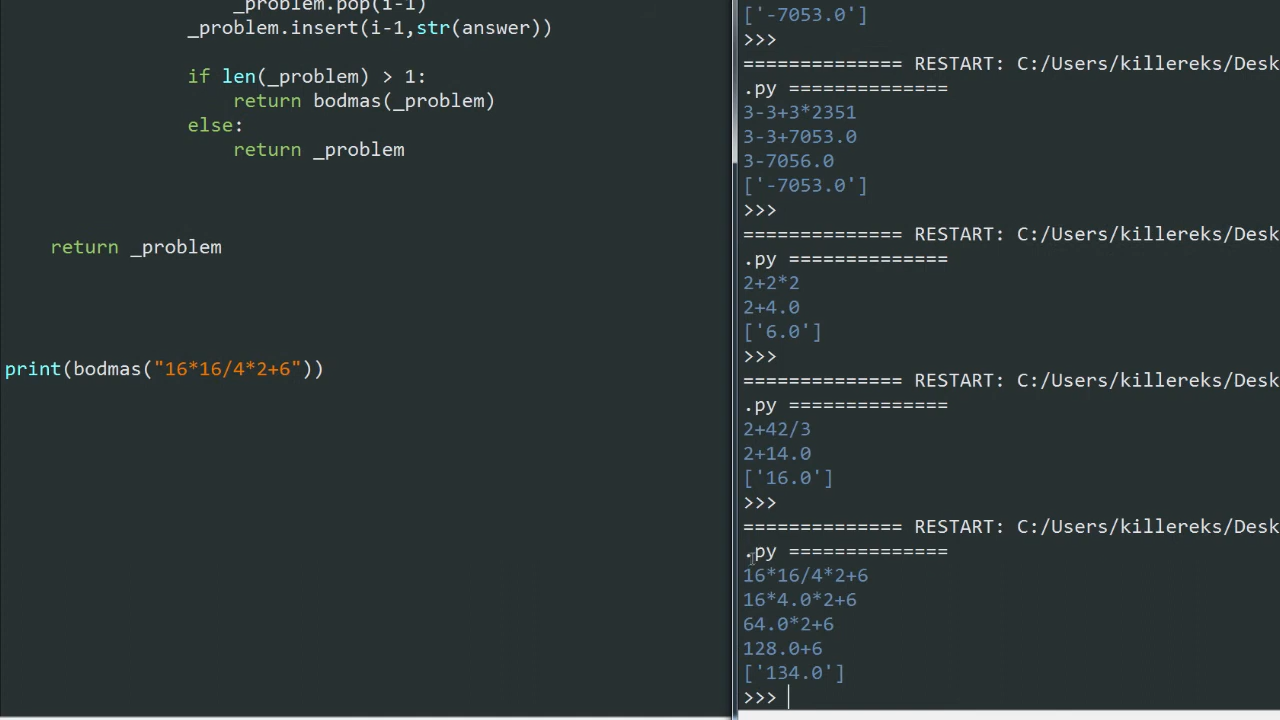 _problem.pop(i-1)
_problem.insert(i-1,str(answer))
if len(_problem) > 1:
return bodmas(_problem)
else:
return _problem
return _problem
print(bodmas("16*16/4*2+6"))
['-7053.0']
>>>
============== RESTART: C:/Users/killereks/Desk
.py ==============
3-3+3*2351
3-3+7053.0
3-7056.0
['-7053.0']
>>>
============== RESTART: C:/Users/killereks/Desk
.py ==============
2+2*2
2+4.0
['6.0']
>>>
============== RESTART: C:/Users/killereks/Desk
.py ==============
2+42/3
2+14.0
['16.0']
>>>
============== RESTART: C:/Users/killereks/Desk
.py ==============
16*16/4*2+6
16*4.0*2+6
64.0*2+6
128.0+6
['134.0']
>>>